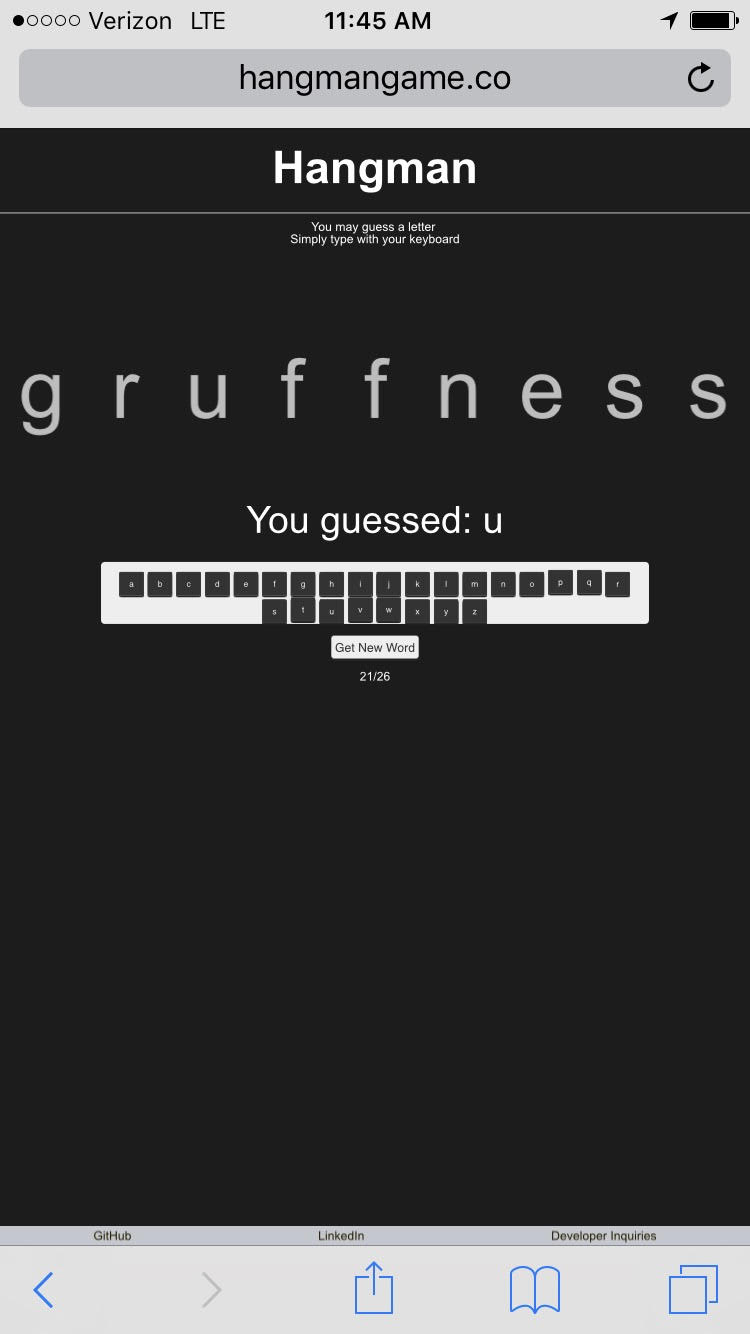 Verizon LTE 11:45 AM
hangmangame.co
Hangman
You may guess a letter
Simply type with your keyboard
g r u f f n e s s
You guessed: u
a b c d e f g h i j k l m n o p q r
s t u v w x y z
Get New Word
21/26
GitHub LinkedIn Developer Inquiries